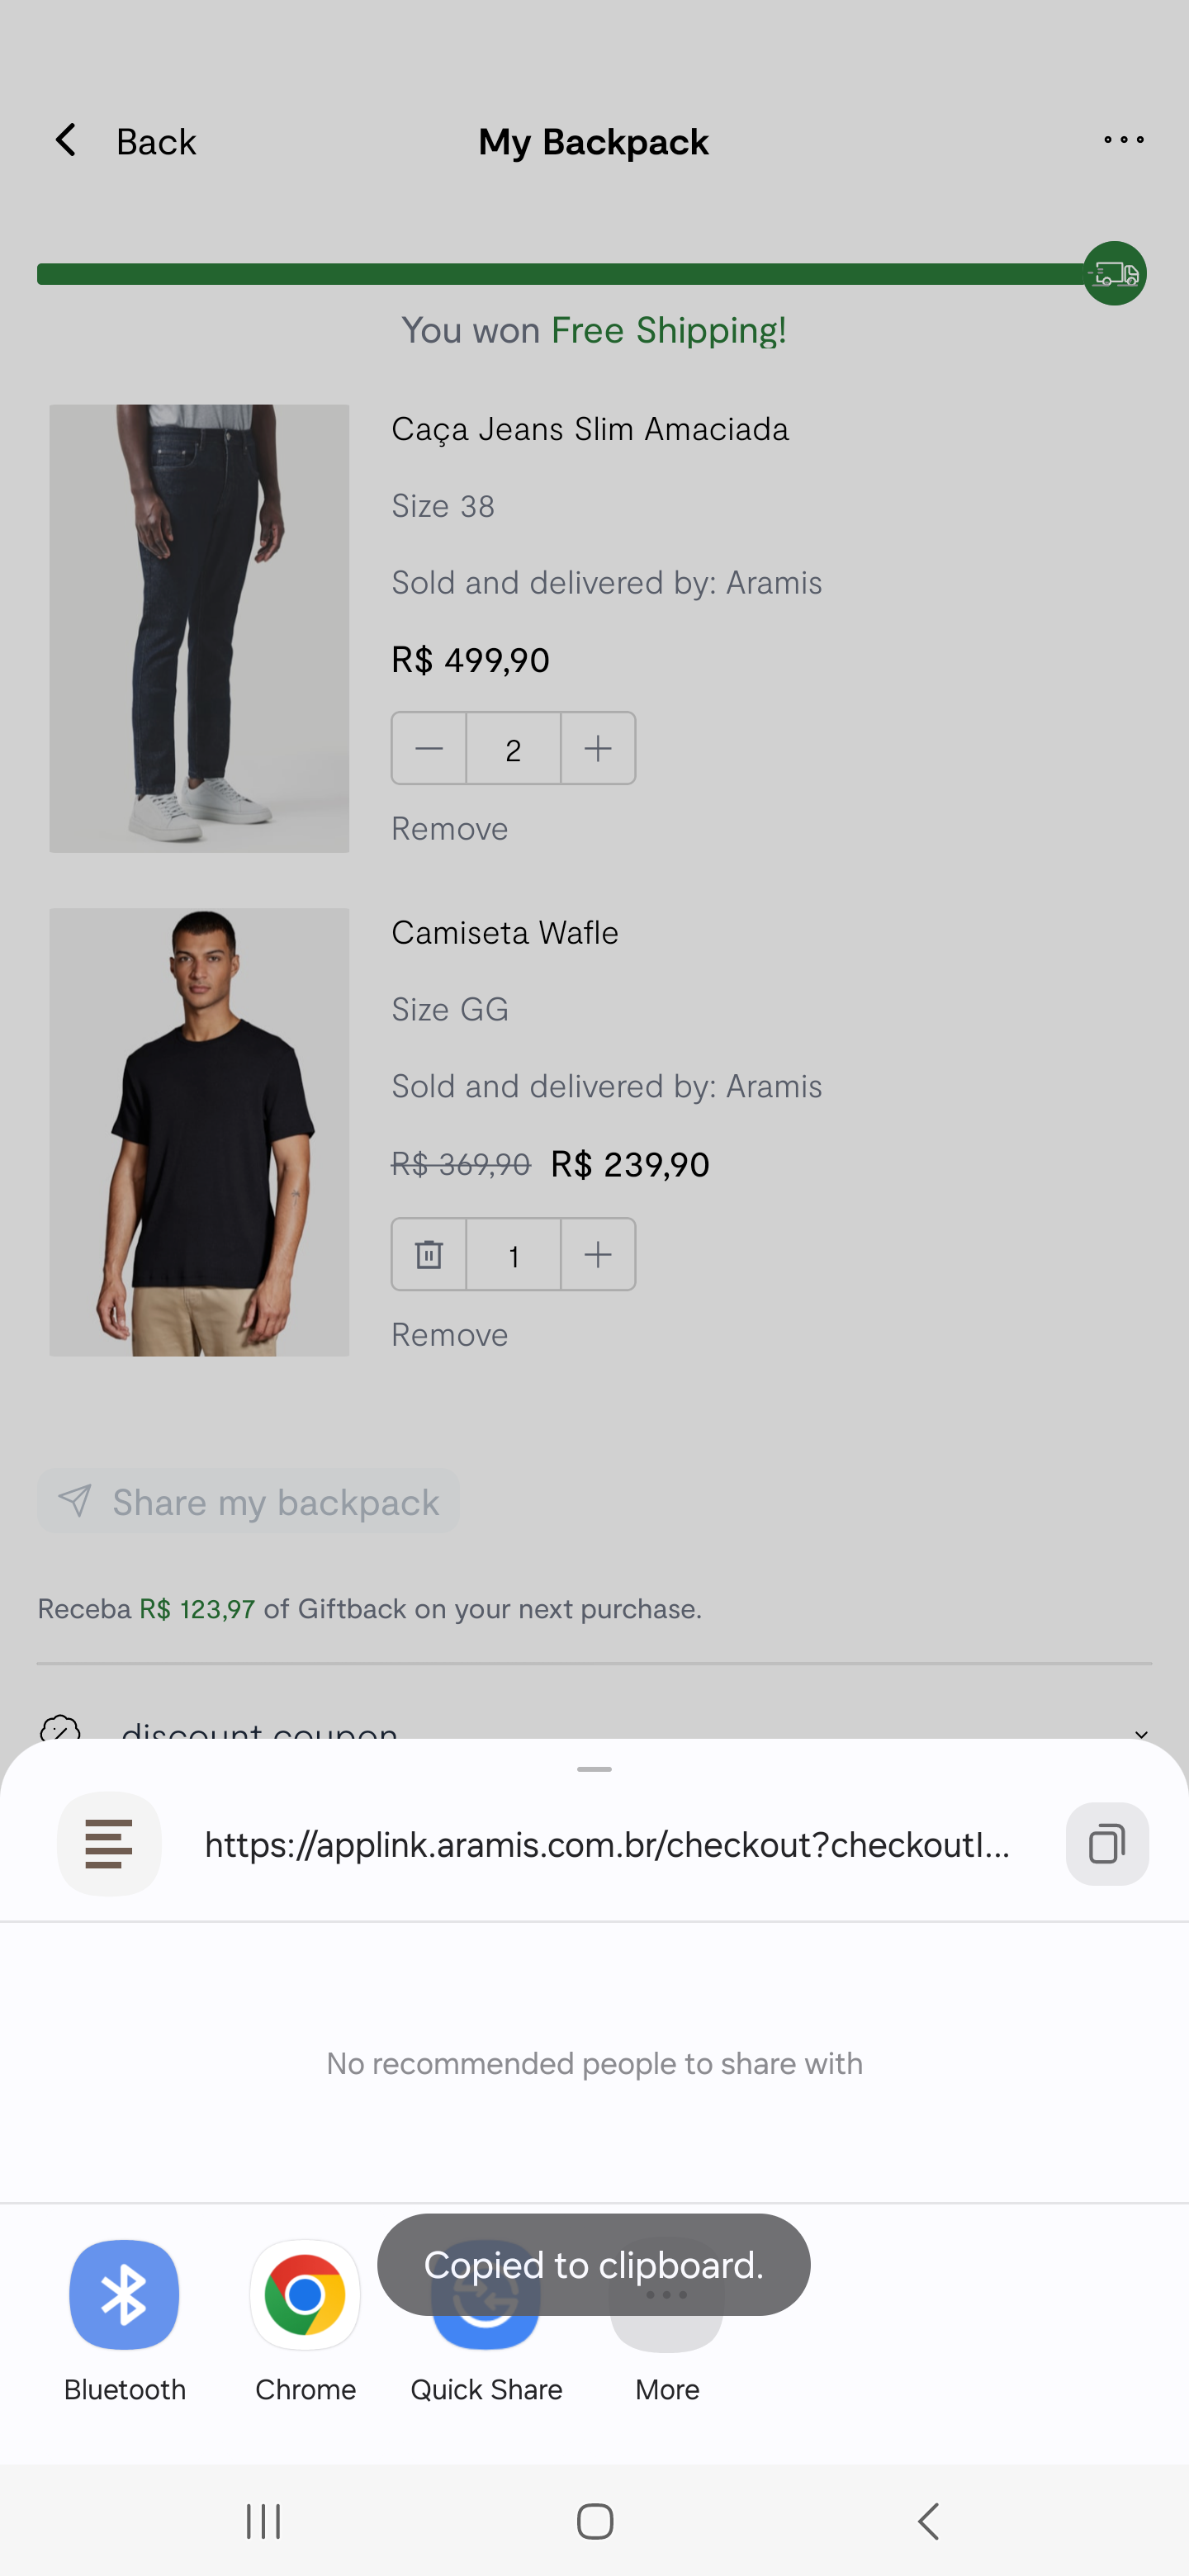 Back
My Backpack
You won Free Shipping!
Caça Jeans Slim Amaciada
Size 38
Sold and delivered by: Aramis
R$ 499,90
2
Remove
Camiseta Wafle
Size GG
Sold and delivered by: Aramis
R$ 369,90 R$ 239,90
1
Remove
Share my backpack
Receba R$ 123,97 of Giftback on your next purchase.
discount coupon
https://applink.aramis.com.br/checkout?checkoutI...
No recommended people to share with
Copied to clipboard.
Bluetooth
Chrome
Quick Share
More